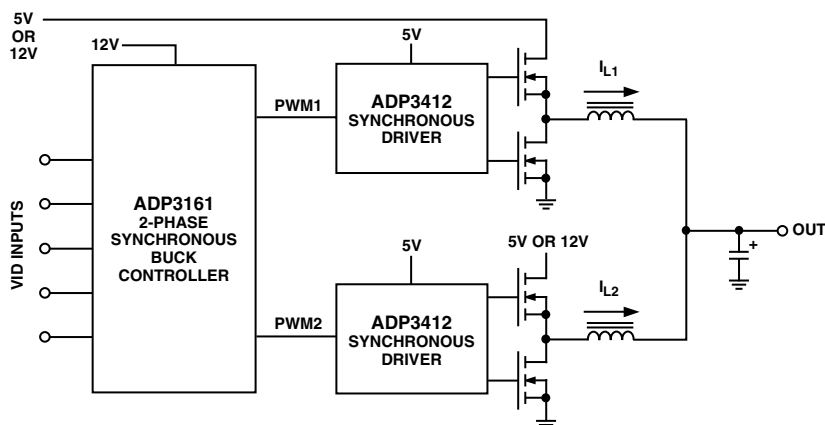 5V
OR
12V
12V
5V
PWM1
ADP3412
SYNCHRONOUS
DRIVER
IL1
VID INPUTS
ADP3161
2-PHASE
SYNCHRONOUS
BUCK
CONTROLLER
+
OUT
5V OR 12V
5V
PWM2
ADP3412
SYNCHRONOUS
DRIVER
IL2